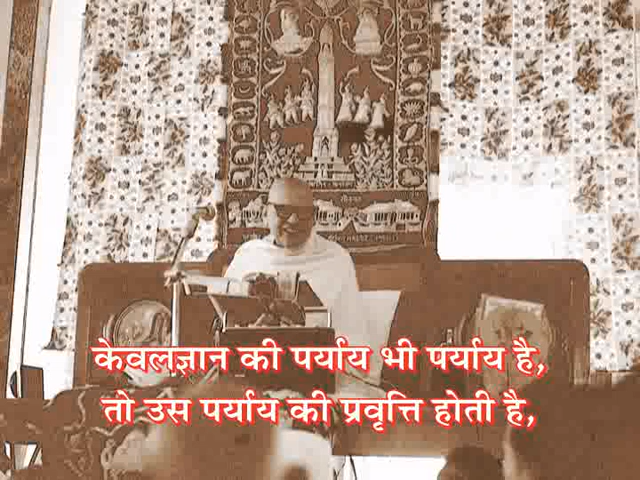 केवलज्ञान की पर्याय भी पर्याय है,
तो उस पर्याय की प्रवृत्ति होती है,